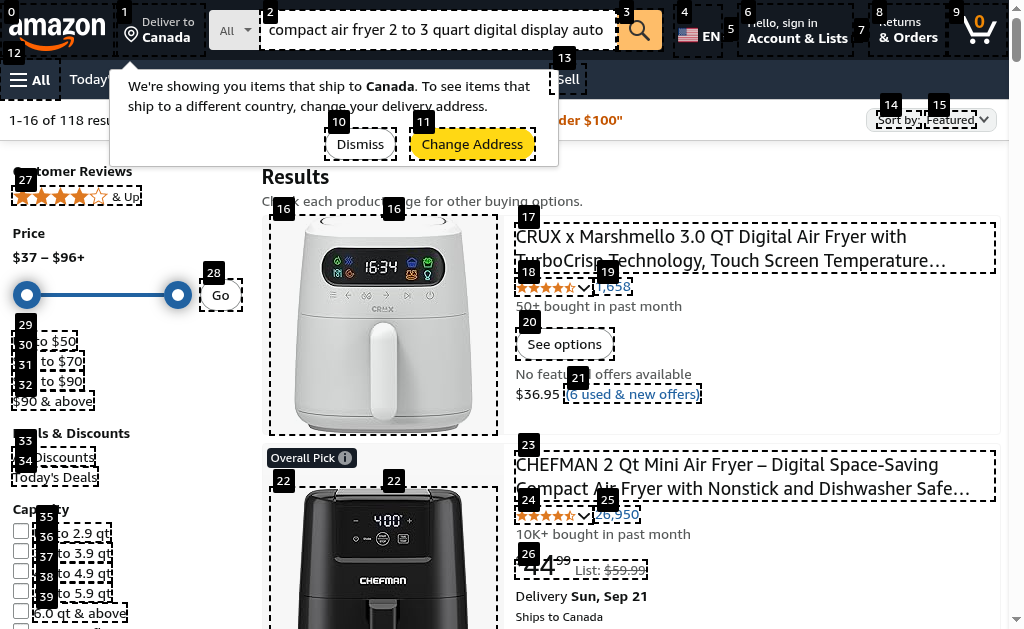 amazon
Deliver to
Canada
All
compact air fryer 2 to 3 quart digital display auto
EN
Hello, sign in
Account & Lists
Returns
& Orders
0
All
Today'
Sell
We're showing you items that ship to Canada. To see items that
ship to a different country, change your delivery address.
Dismiss
Change Address
1-16 of 118
der $100"
Sort by:
Featured
Customer Reviews
& Up
Price
$37 – $96+
Go
to $50
to $70
to $90
$90 & above
& Discounts
Discounts
Today's Deals
to 2.9 qt
to 3.9 qt
to 4.9 qt
to 5.9 qt
6.0 qt & above
Results
Check each product page for other buying options.
16:34
CRUX
CRUX x Marshmello 3.0 QT Digital Air Fryer with
TurboCrisp Technology, Touch Screen Temperature…
1,658
50+ bought in past month
See options
No featured offers available
$36.95 (6 used & new offers)
Overall Pick
400°
CHEFMAN
CHEFMAN 2 Qt Mini Air Fryer – Digital Space-Saving
Compact Air Fryer with Nonstick and Dishwasher Safe…
26,950
10K+ bought in past month
44 99 List: $59.99
Delivery Sun, Sep 21
Ships to Canada
0
1
2
3
4
5
6
7
8
9
10
11
12
13
14
15
16
16
17
18
19
20
21
22
22
23
24
25
26
27
28
29
30
31
32
33
34
35
36
37
38
39